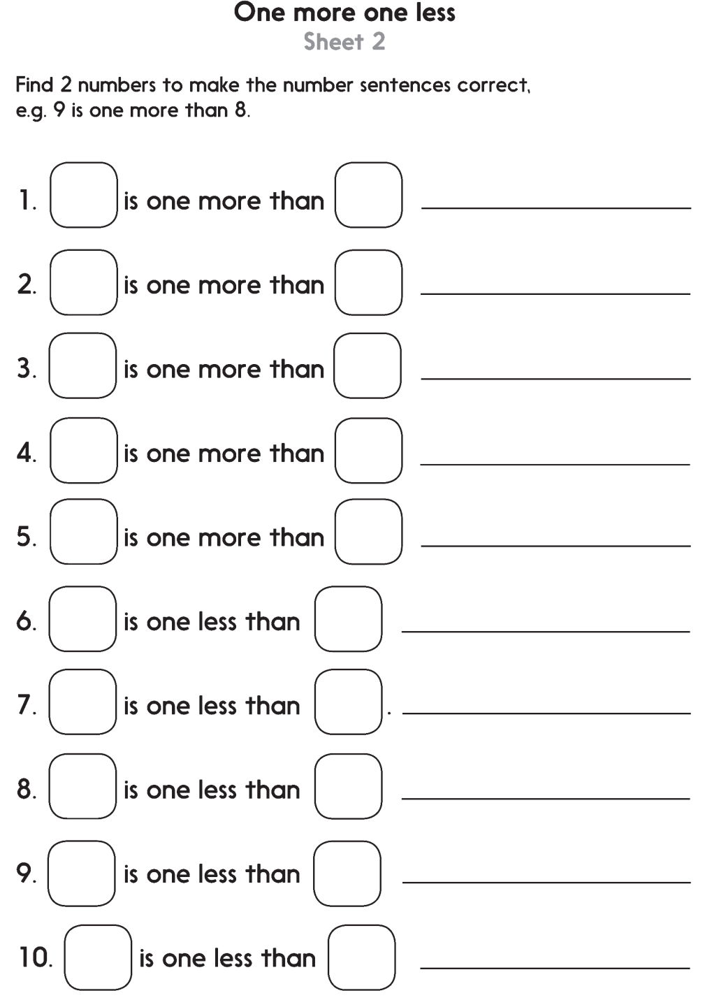 One more one less
Sheet 2
Find 2 numbers to make the number sentences correct,
e.g. 9 is one more than 8.
1. is one more than
2. is one more than
3. is one more than
4. is one more than
5. is one more than
6. is one less than
7. is one less than .
8. is one less than
9. is one less than
10. is one less than